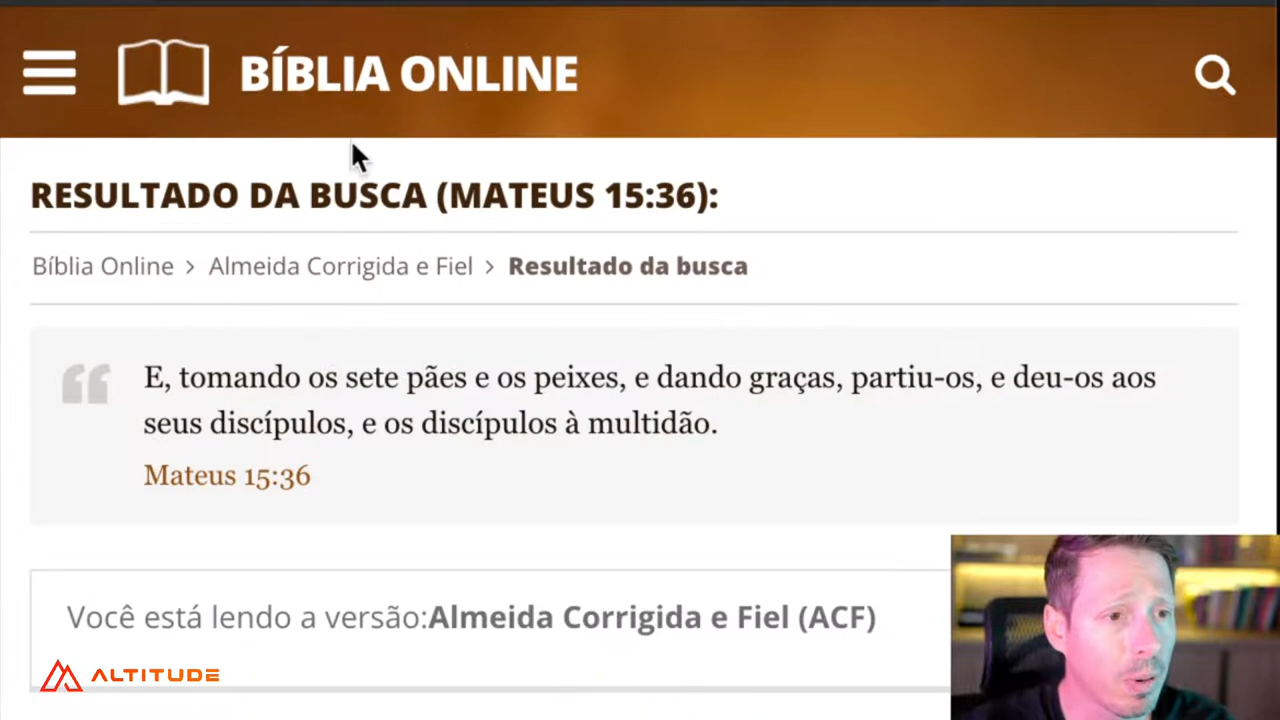 BÍBLIA ONLINE
RESULTADO DA BUSCA (MATEUS 15:36):
Bíblia Online > Almeida Corrigida e Fiel > Resultado da busca
E, tomando os sete pães e os peixes, e dando graças, partiu-os, e deu-os aos
seus discípulos, e os discípulos à multidão.
Mateus 15:36
Você está lendo a versão:Almeida Corrigida e Fiel (ACF)
ALTITUDE